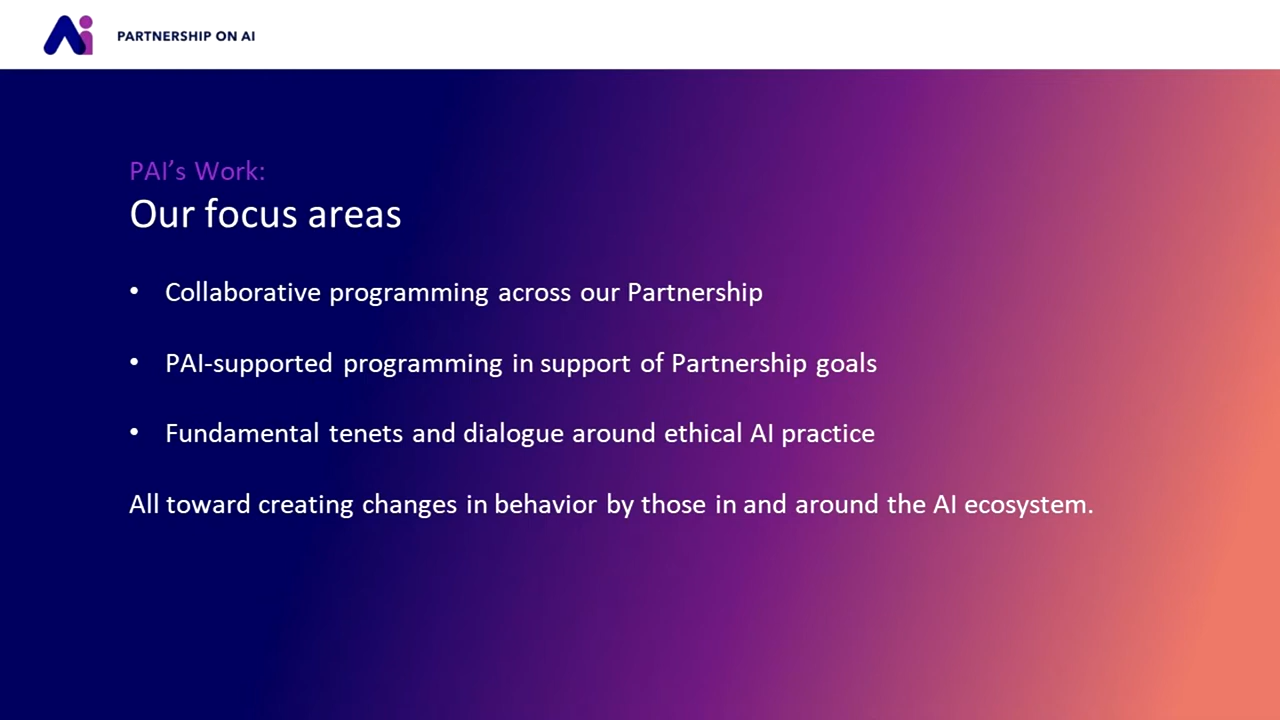 PARTNERSHIP ON AI
PAI’s Work:
Our focus areas
• Collaborative programming across our Partnership
• PAI-supported programming in support of Partnership goals
• Fundamental tenets and dialogue around ethical AI practice
All toward creating changes in behavior by those in and around the AI ecosystem.